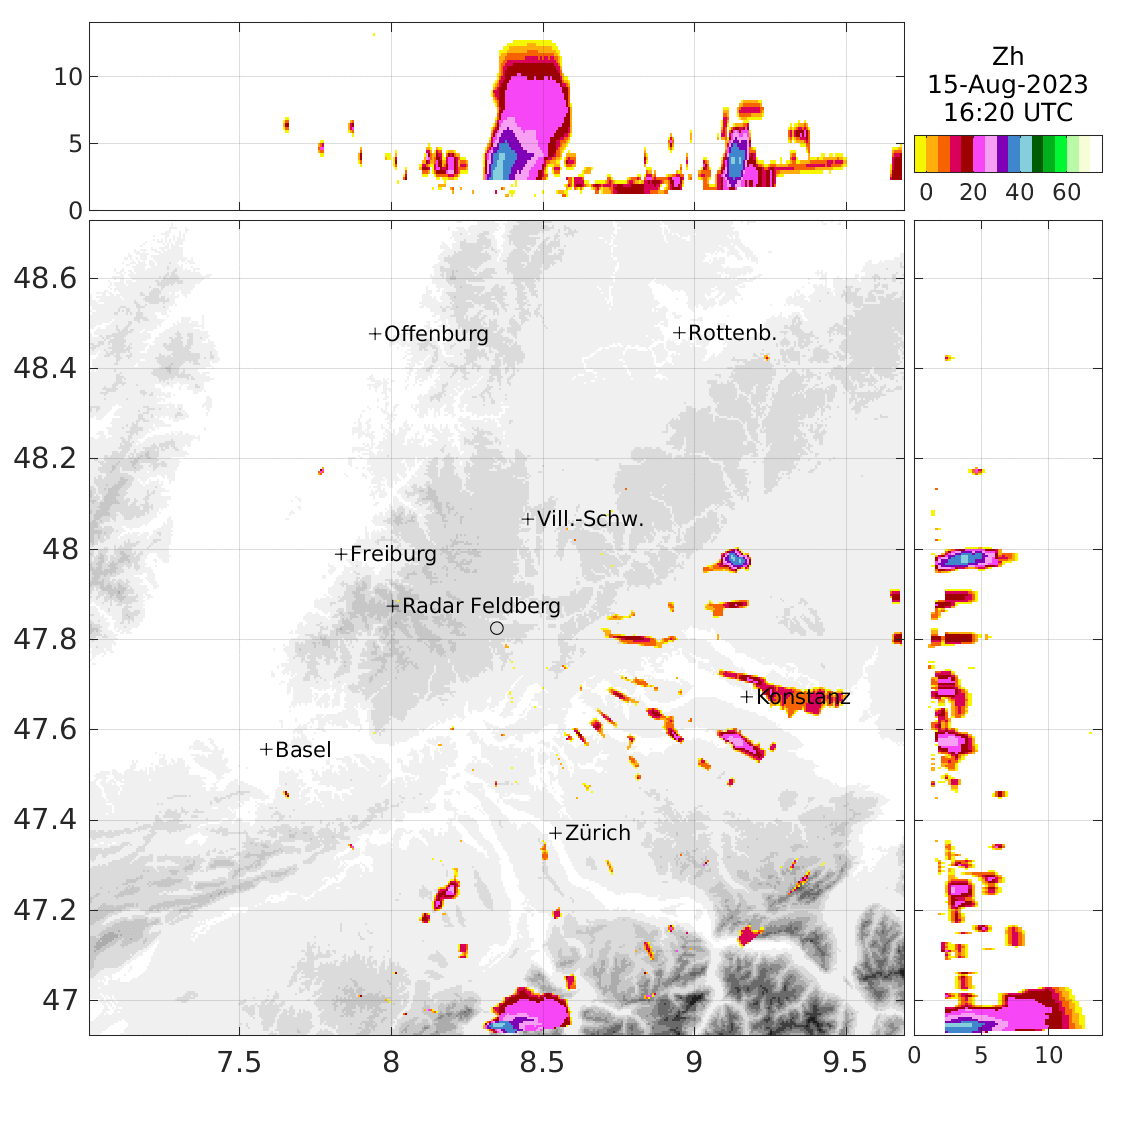 10
5
0
Zh
15-Aug-2023
16:20 UTC
0 20 40 60
48.6
48.4
48.2
48
47.8
47.6
47.4
47.2
47
+Offenburg
+Rottenb.
+Vill.-Schw.
+Freiburg
+Radar Feldberg
+Konstanz
+Basel
+Zürich
7.5 8 8.5 9 9.5
0 5 10